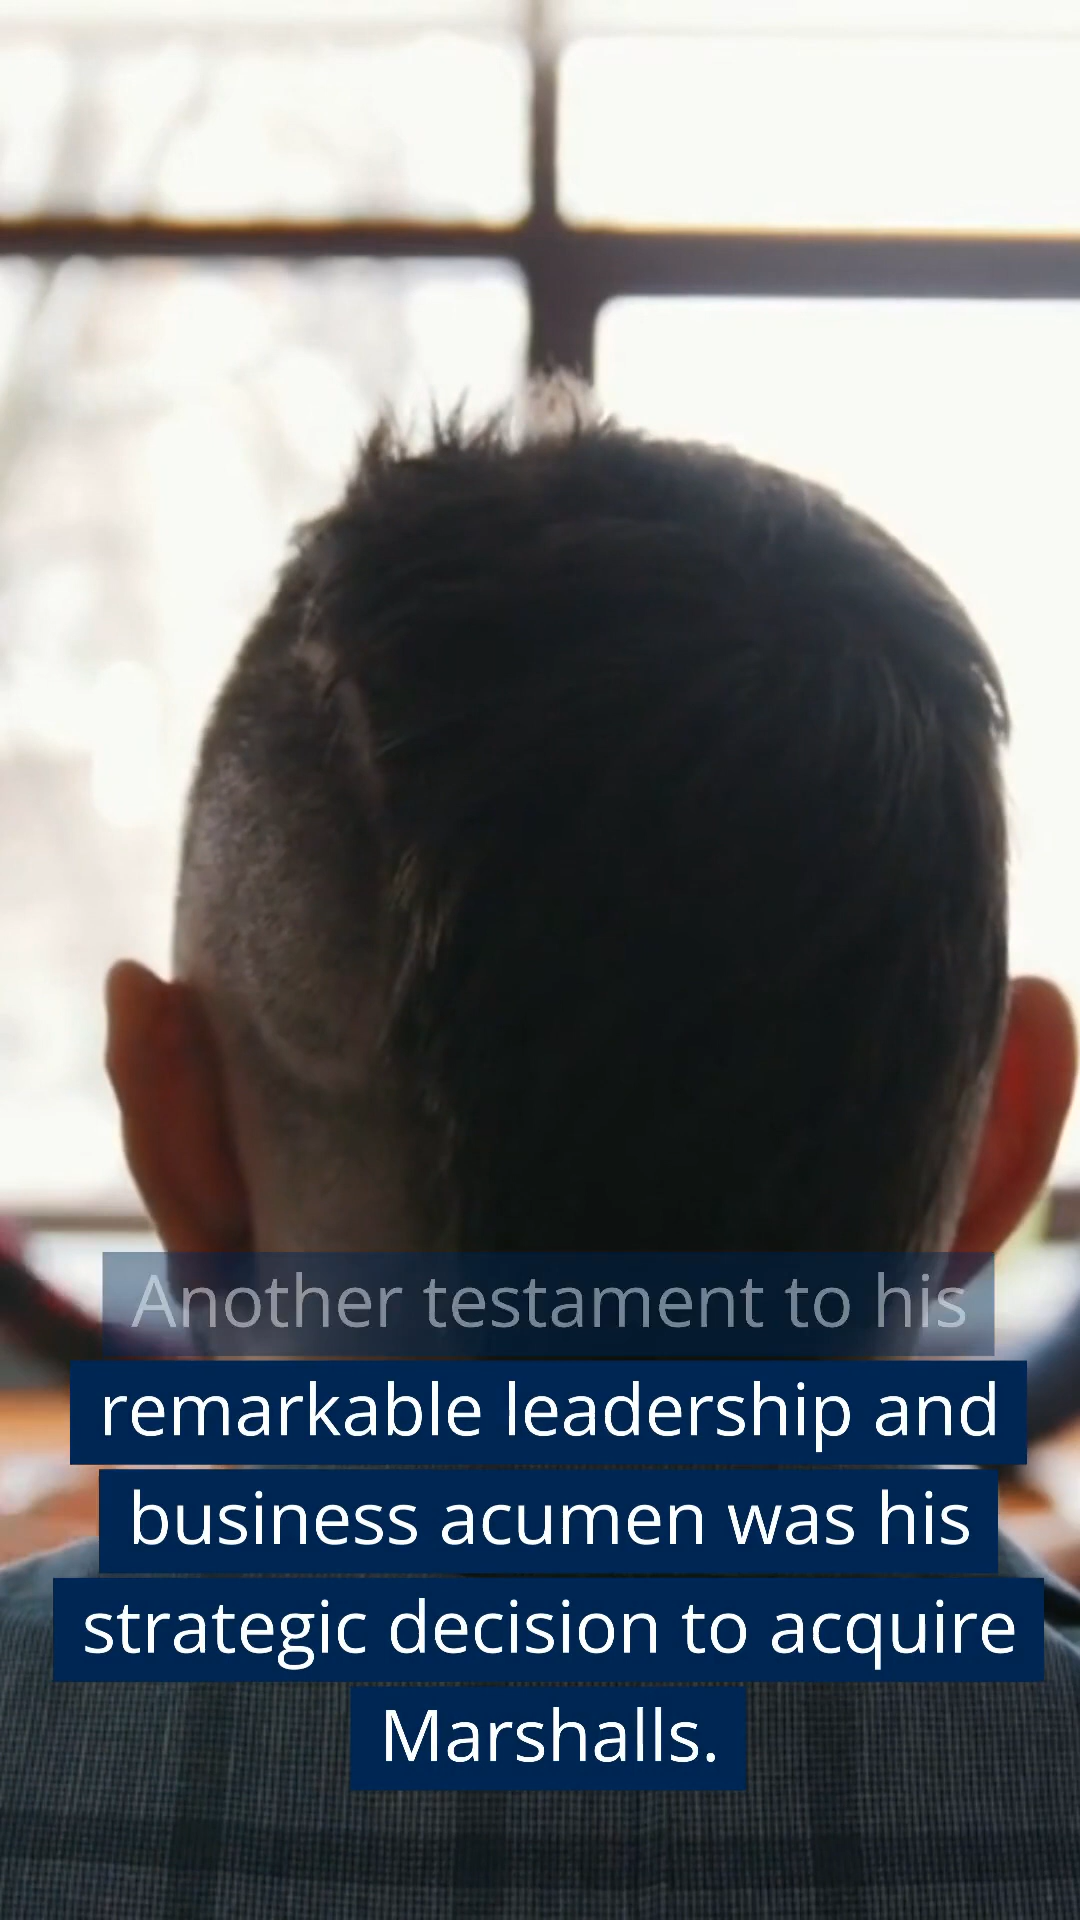 Another testament to his
remarkable leadership and
business acumen was his
strategic decision to acquire
Marshalls.